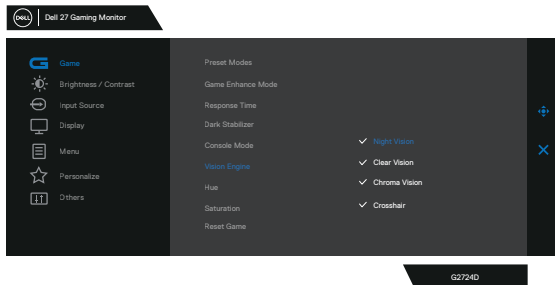 DELL
Dell 27 Gaming Monitor
Game
Brightness / Contrast
Input Source
Display
Menu
Personalize
Others
Preset Modes
Game Enhance Mode
Response Time
Dark Stabilizer
Console Mode
Vision Engine
Hue
Saturation
Reset Game
Night Vision
Clear Vision
Chroma Vision
Crosshair
G2724D